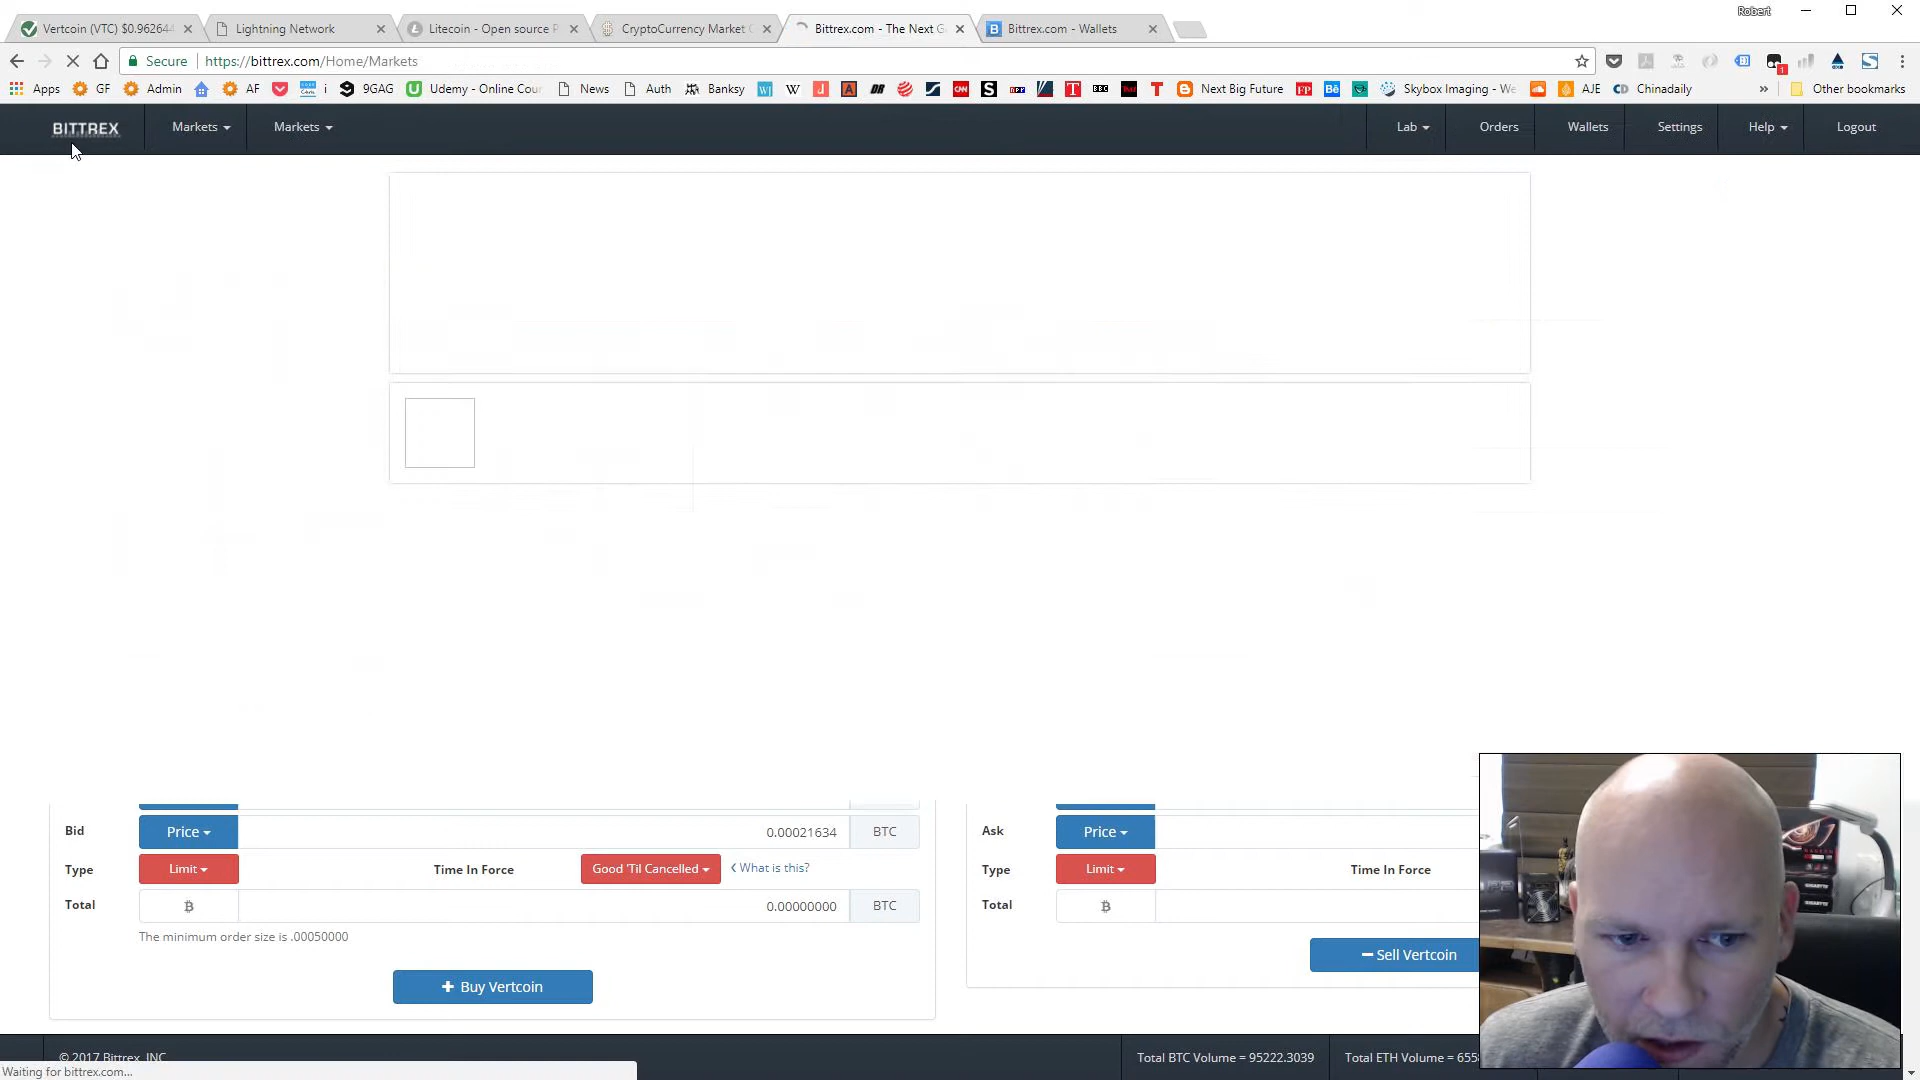 Robert
Vertcoin (VTC) $0.962644
Lightning Network
Litecoin - Open source P
CryptoCurrency Market C
Bittrex.com - The Next G
Bittrex.com - Wallets
Secure
https://bittrex.com/Home/Markets
Apps
GF
Admin
AF
i
9GAG
Udemy - Online Cour
News
Auth
Banksy
Next Big Future
Skybox Imaging - We
AJE
Chinadaily
»
Other bookmarks
BITTREX
Markets
Markets
Lab
Orders
Wallets
Settings
Help
Logout
Bid
Price
0.00021634
BTC
Ask
Price
Type
Limit
Time In Force
Good 'Til Cancelled
What is this?
Type
Limit
Time In Force
Total
0.00000000
BTC
Total
The minimum order size is .00050000
Sell Vertcoin
Buy Vertcoin
© 2017 Bittrex, INC
Total BTC Volume = 95222.3039
Total ETH Volume = 6558
Waiting for bittrex.com...